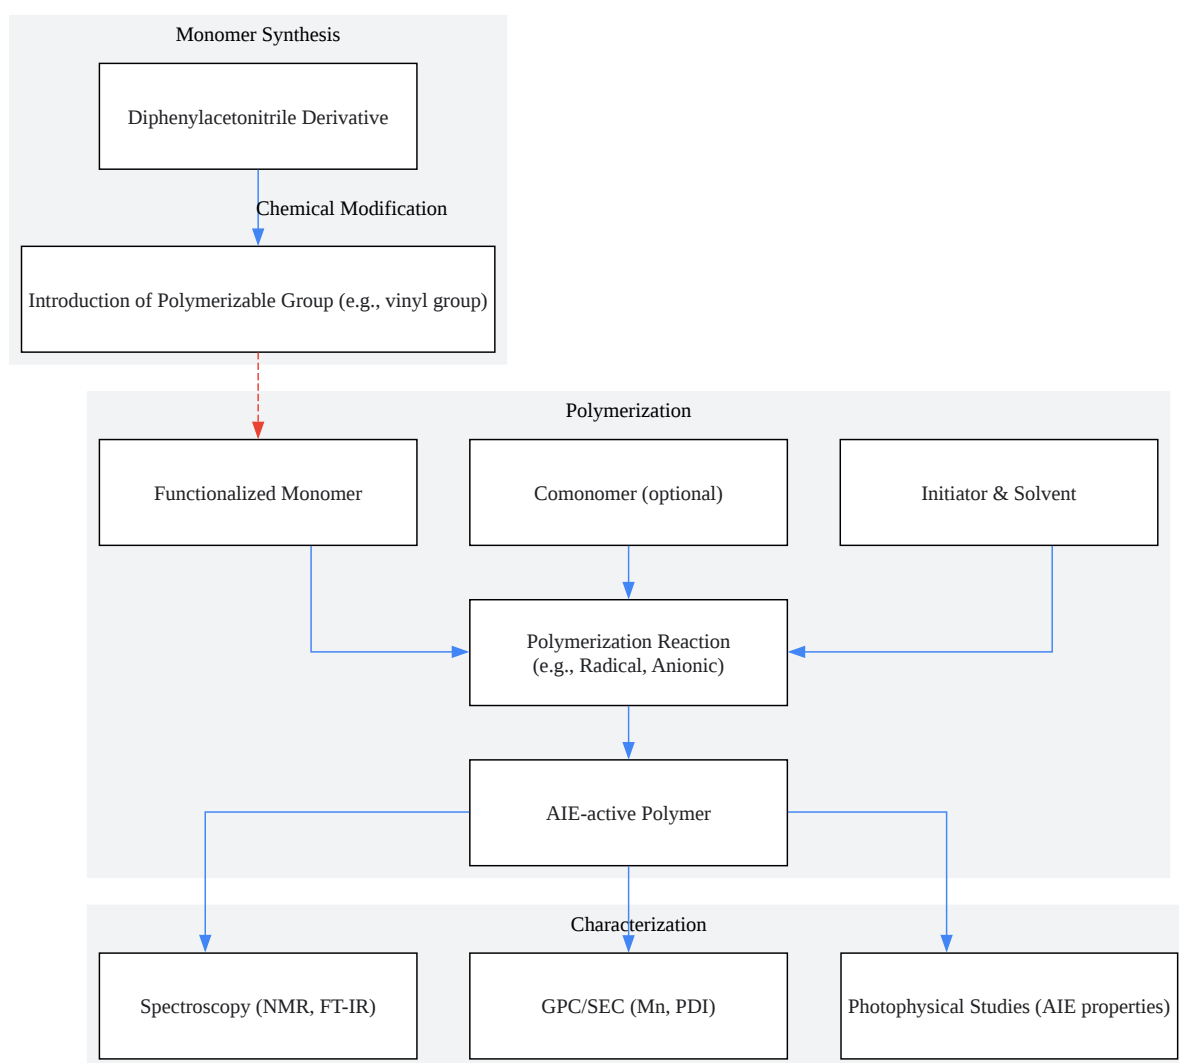 Monomer Synthesis
Diphenylacetonitrile Derivative
Chemical Modification
Introduction of Polymerizable Group (e.g., vinyl group)
Polymerization
Functionalized Monomer
Comonomer (optional)
Initiator & Solvent
Polymerization Reaction
(e.g., Radical, Anionic)
AIE-active Polymer
Characterization
Spectroscopy (NMR, FT-IR)
GPC/SEC (Mn, PDI)
Photophysical Studies (AIE properties)